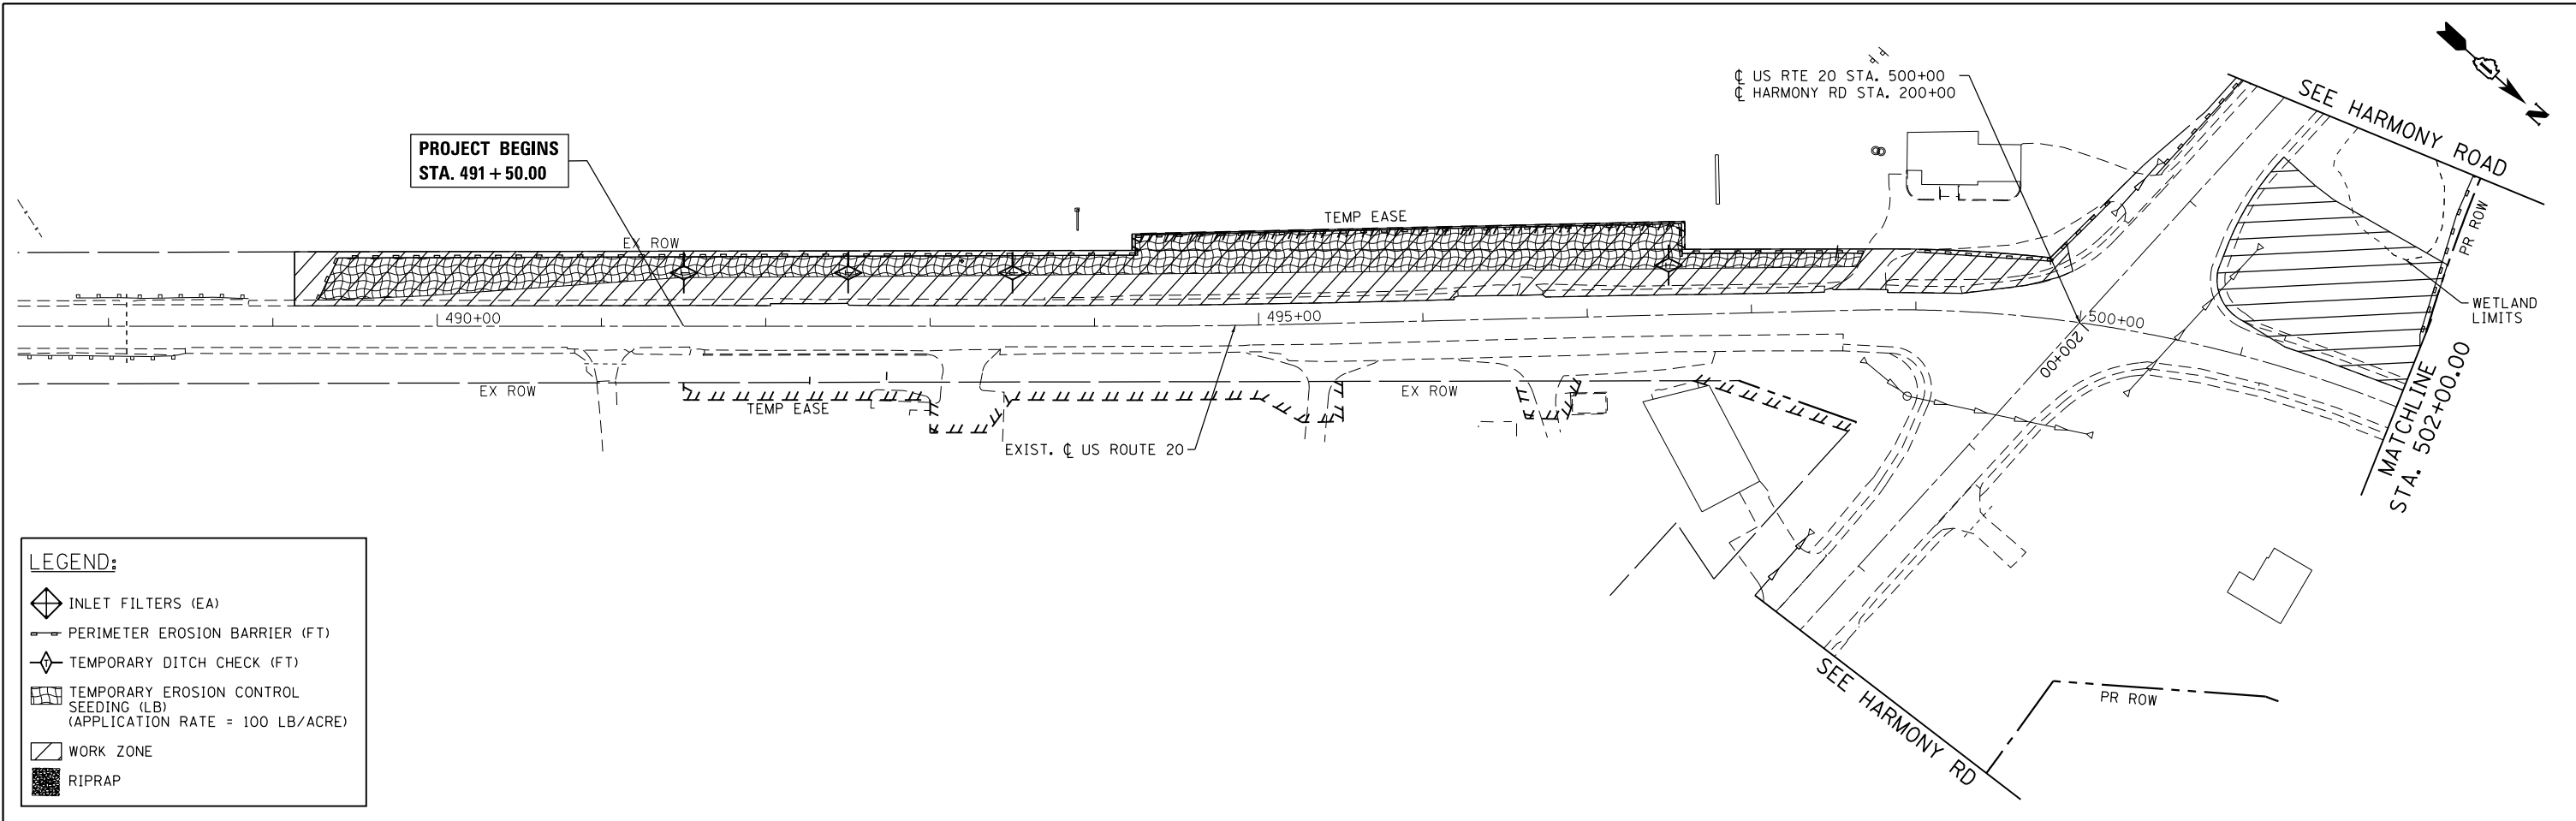 ℄ US RTE 20 STA. 500+00
℄ HARMONY RD STA. 200+00
SEE HARMONY ROAD
N
PROJECT BEGINS
STA. 491+50.00
EX ROW
TEMP EASE
PR ROW
WETLAND
LIMITS
490+00
495+00
500+00
200+00
MATCHLINE
STA. 502+00.00
EX ROW
TEMP EASE
EX ROW
EXIST. ℄ US ROUTE 20
SEE HARMONY RD
PR ROW
LEGEND:
INLET FILTERS (EA)
PERIMETER EROSION BARRIER (FT)
T
TEMPORARY DITCH CHECK (FT)
TEMPORARY EROSION CONTROL
SEEDING (LB)
(APPLICATION RATE = 100 LB/ACRE)
WORK ZONE
RIPRAP